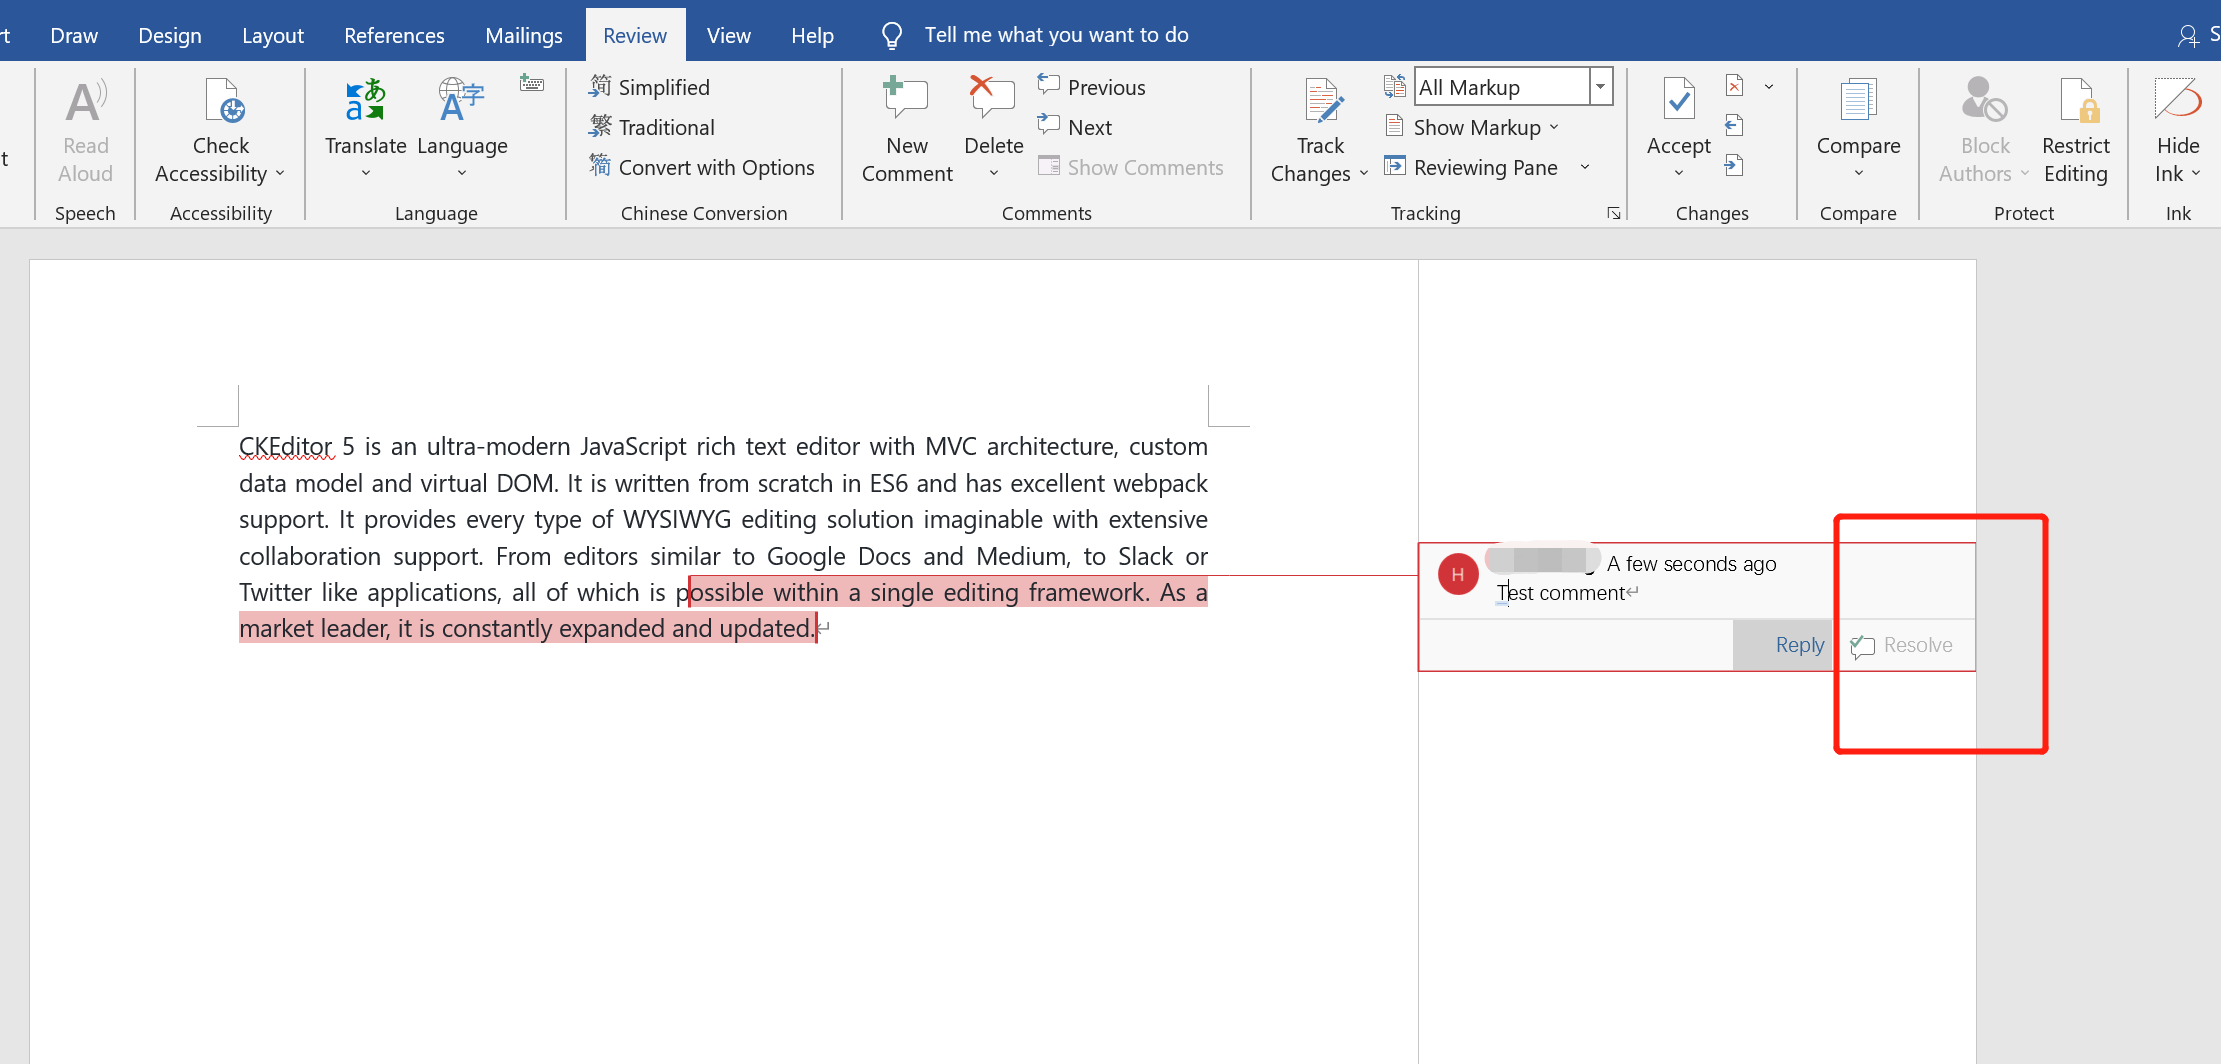 Draw Design Layout References Mailings Review View Help Tell me what you want to do
Read Aloud
Speech
Check Accessibility
Accessibility
Translate
Language
Language
Simplified
Traditional
Convert with Options
Chinese Conversion
New Comment
Delete
Previous
Next
Show Comments
Comments
Track Changes
All Markup
Show Markup
Reviewing Pane
Tracking
Accept
Changes
Compare
Compare
Block Authors
Restrict Editing
Protect
Hide Ink
Ink
CKEditor 5 is an ultra-modern JavaScript rich text editor with MVC architecture, custom
data model and virtual DOM. It is written from scratch in ES6 and has excellent webpack
support. It provides every type of WYSIWYG editing solution imaginable with extensive
collaboration support. From editors similar to Google Docs and Medium, to Slack or
Twitter like applications, all of which is possible within a single editing framework. As a
market leader, it is constantly expanded and updated.
H
A few seconds ago
Test comment
Reply
Resolve